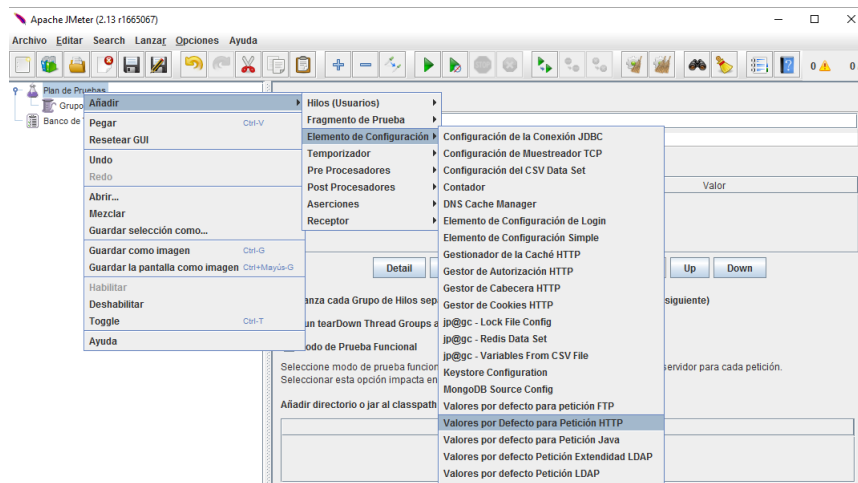 Apache JMeter (2.13 r1665067)
Archivo Editar Search Lanzar Opciones Ayuda
0
0
Plan de Pruebas
Grupo
Banco de
Añadir
Pegar Ctrl-V
Resetear GUI
Undo
Redo
Abrir...
Mezclar
Guardar selección como...
Guardar como imagen Ctrl-G
Guardar la pantalla como imagen Ctrl+Mayús-G
Habilitar
Deshabilitar
Toggle Ctrl-T
Ayuda
Hilos (Usuarios)
Fragmento de Prueba
Elemento de Configuración
Temporizador
Pre Procesadores
Post Procesadores
Aserciones
Receptor
Configuración de la Conexión JDBC
Configuración de Muestreador TCP
Configuración del CSV Data Set
Contador
DNS Cache Manager
Elemento de Configuración de Login
Elemento de Configuración Simple
Gestionador de la Caché HTTP
Gestor de Autorización HTTP
Gestor de Cabecera HTTP
Gestor de Cookies HTTP
jp@gc - Lock File Config
jp@gc - Redis Data Set
jp@gc - Variables From CSV File
Keystore Configuration
MongoDB Source Config
Valores por defecto para petición FTP
Valores por Defecto para Petición HTTP
Valores por defecto para Petición Java
Valores por defecto Petición Extendidad LDAP
Valores por defecto Petición LDAP
Valor
Detail Up Down
anza cada Grupo de Hilos sep siguiente)
un tearDown Thread Groups a
odo de Prueba Funcional
Seleccione modo de prueba funcion servidor para cada petición.
Seleccionar esta opción impacta en
Añadir directorio o jar al classpath